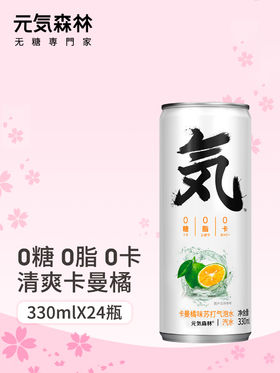 元気森林
无糖専門家
0糖 0脂 0卡
清爽卡曼橘
330mlX24瓶
気
0 0 0
糖 脂 卡
卡曼橘味苏打气泡水
元気森林® 汽水
净含量
330mL